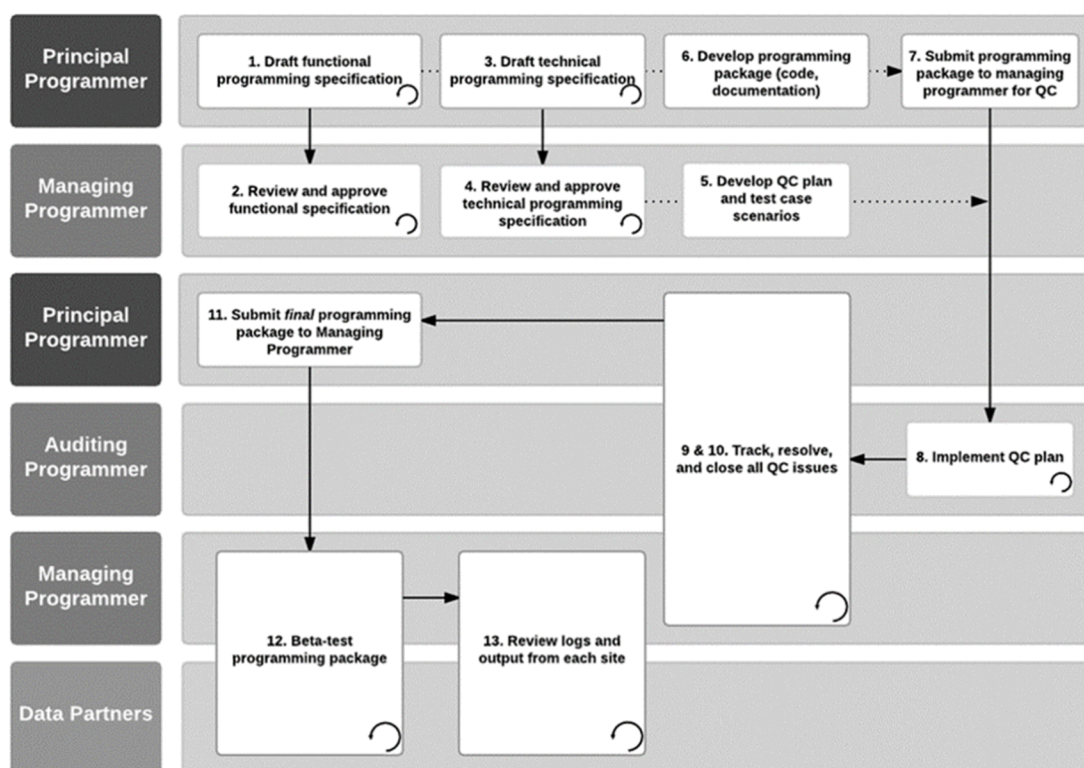 Principal
Programmer
1. Draft functional
programming specification
3. Draft technical
programming specification
6. Develop programming
package (code,
documentation)
7. Submit programming
package to managing
programmer for QC
Managing
Programmer
2. Review and approve
functional specification
4. Review and approve
technical programming
specification
5. Develop QC plan
and test case
scenarios
Principal
Programmer
11. Submit final programming
package to Managing
Programmer
Auditing
Programmer
9 & 10. Track, resolve,
and close all QC issues
8. Implement QC plan
Managing
Programmer
12. Beta-test
programming package
13. Review logs and
output from each site
Data Partners